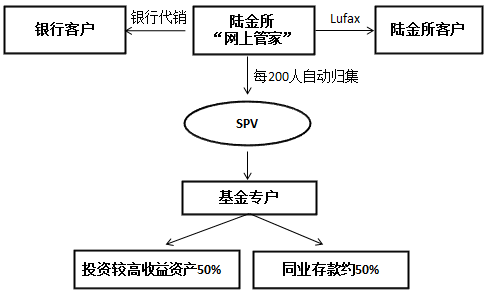 银行客户
银行代销
陆金所
“网上管家”
Lufax
陆金所客户
每200人自动归集
SPV
基金专户
投资较高收益资产50%
同业存款约50%